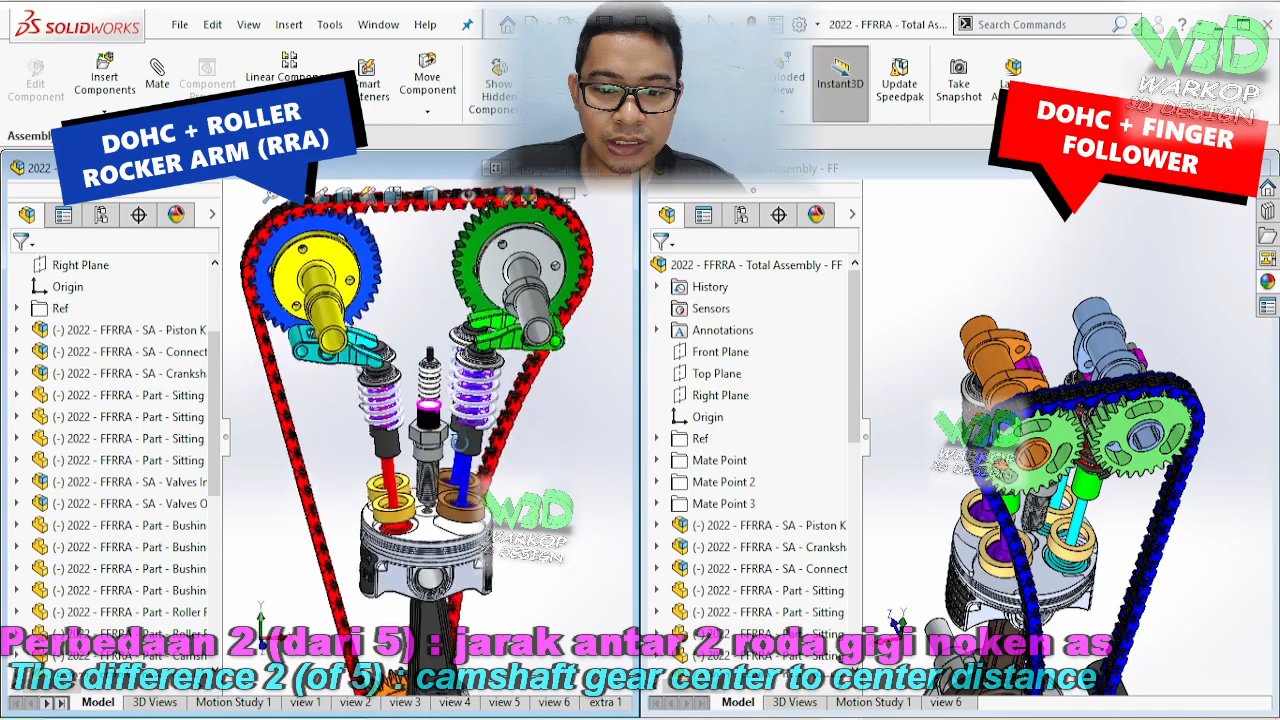 SOLIDWORKS
File Edit View Insert Tools Window Help
2022 - FFRRA - Total As...
Search Commands
Edit Component
Insert Components
Mate
Move Component
Show Hidden
Instant3D
Update Speedpak
Take Snapshot
DOHC + ROLLER
ROCKER ARM (RRA)
DOHC + FINGER
FOLLOWER
W3D
WARCOP
3D DESIGN
Right Plane
Origin
Ref
(-) 2022 - FFRRA - SA - Piston K
(-) 2022 - FFRRA - SA - Connect
(-) 2022 - FFRRA - SA - Cranksh
(-) 2022 - FFRRA - Part - Sitting
(-) 2022 - FFRRA - Part - Sitting
(-) 2022 - FFRRA - Part - Sitting
(-) 2022 - FFRRA - Part - Sitting
(-) 2022 - FFRRA - SA - Valves In
(-) 2022 - FFRRA - SA - Valves O
(-) 2022 - FFRRA - Part - Bushin
(-) 2022 - FFRRA - Part - Bushin
(-) 2022 - FFRRA - Part - Bushin
(-) 2022 - FFRRA - Part - Bushin
(-) 2022 - FFRRA - Part - Roller F
2022 - FFRRA - Total Assembly - FF
History
Sensors
Annotations
Front Plane
Top Plane
Right Plane
Origin
Ref
Mate Point
Mate Point 2
Mate Point 3
(-) 2022 - FFRRA - SA - Piston K
(-) 2022 - FFRRA - SA - Cranksh
(-) 2022 - FFRRA - SA - Connect
(-) 2022 - FFRRA - Part - Sitting
(-) 2022 - FFRRA - Part - Sitting
W3D
WARKOP
DESIGN
Perbedaan 2 (dari 5) : jarak antar 2 roda gigi noken as
The difference 2 (of 5) : camshaft gear center to center distance
Model 3D Views Motion Study 1 view 1 view 2 view 3 view 4 view 5 view 6 extra 1
Model 3D Views Motion Study 1 view 6